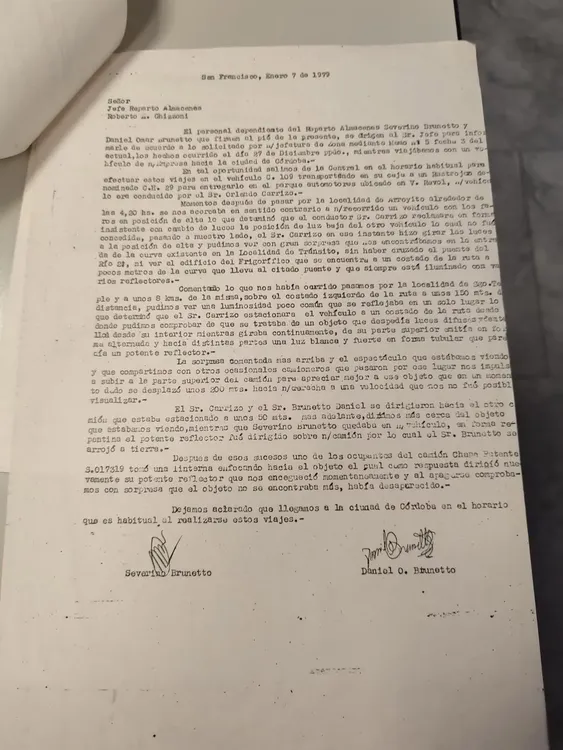 San Francisco, Enero 7 de 1979
Señor
Jefe Reparto Almacenes
Roberto L. Ghizzoni
El personal dependiente del Reparto Almacenes Severino Brunetto y
Daniel Omar Brunetto que firman al pié de la presente, se dirigen al Sr. Jefe para infor
marle de acuerdo a lo solicitado por n/jefatura de Zona mediante Memo nº 5 fecha 5 del
actual, los hechos ocurrido el día 27 de Diciembre ppdo., mientras viajábamos con un ve
hículo de n/Empresa hacia la ciudad de Córdoba.-
En tal oportunidad salimos de la Central en el horario habitual para
efectuar estos viajes en el vehículo C. 109 transportando en su caja
nominado C.E. 29 para entregarlo en el parque automotores ubicado en V. Revol, n/vehícu
lo era conducido por el Sr. Orlando Carrizo.-
Momentos después de pasar por la localidad de Arroyito alrededor de
las 4,30 hs. se nos acercaba en sentido contrario a n/recorrido un vehículo con los fa-
ros en posición de alta lo que determinó que el conductor Sr. Carrizo reclamara en forma
insistente con cambio de luces la posición de luz baja del otro vehículo lo cual no fué
concedido, pasando a nuestro lado, el Sr. Carrizo en ese instante hizo girar las luces
a la posición de alta y pudimos ver con gran sorpresa que nos encontrábamos en la entra
da de la curva existente en la Localidad de Tránsito, sin haber cruzado el puente del
Río 2º, ni ver al edificio del Frigorífico que se encuentra a un costado de la ruta a
pocos metros de la curva que lleva al citado puente y que siempre está iluminado con va
rios reflectores.-
Comentado lo que nos había ocurrido pasamos por la localidad de Sgo. Tem
ple y a unos 8 kms. de la misma, sobre el costado izquierdo de la ruta a unos 150 mts. de
distancia, pudimos ver una luminosidad poco común que se reflejaba en un solo lugar lo
que determinó que el Sr. Carrizo estacionara el vehículo a un costado de la ruta desde
donde pudimos comprobar de que se trataba de un objeto que despedía luces difusas
desde su interior mientras giraba continuamente, de su parte superior emitía en for
ma alternada y hacia distintas partes una luz blanca y fuerte en forma tubular que pare
cía un potente reflector.-
La sorpresa comentada mas arriba y el espectáculo que estábamos viendo
y que compartimos con otros ocasionales camioneros que pasaron por ese lugar nos impulsó
a subir a la parte superior del camión para apreciar mejor a ese objeto que en un momen
to dado se desplazó unos 200 mts. hacia n/derecha a una velocidad que nos no fué posibl
visualizar.-
El Sr. Carrizo y el Sr. Brunetto Daniel se dirigieron hacia el otro ca
mión que estaba estacionado a unos 50 mts. mas adelante, digamos más cerca del objeto
que estábamos viendo, mientras que Severino Brunetto quedaba en n/vehículo, en forma re-
pentina el potente reflector fué dirigido sobre n/camión por lo cual el Sr. Brunetto se
arrojó a tierra.-
Después de esos sucesos uno de los ocupantes del camión Chapa Patente
S.017319 tomó una linterna enfocando hacia el objeto el cual como respuesta dirigió nue-
vamente su potente reflector que nos encegueció momentaneamente y al apagarse comproba-
mos con sorpresa que el objeto no se encontraba más, había desaparecido.-
Dejamos aclarado que llegamos a la ciudad de Córdoba en el horario
que es habitual al realizarse estos viajes.-
Severino Brunetto
Daniel O. Brunetto